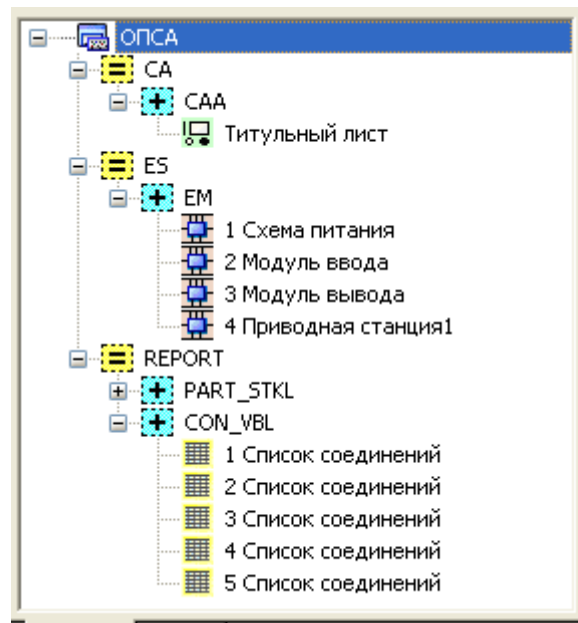 ОПСА
CA
CAA
Титульный лист
ES
EM
1 Схема питания
2 Модуль ввода
3 Модуль вывода
4 Приводная станция1
REPORT
PART_STKL
CON_VBL
1 Список соединений
2 Список соединений
3 Список соединений
4 Список соединений
5 Список соединений